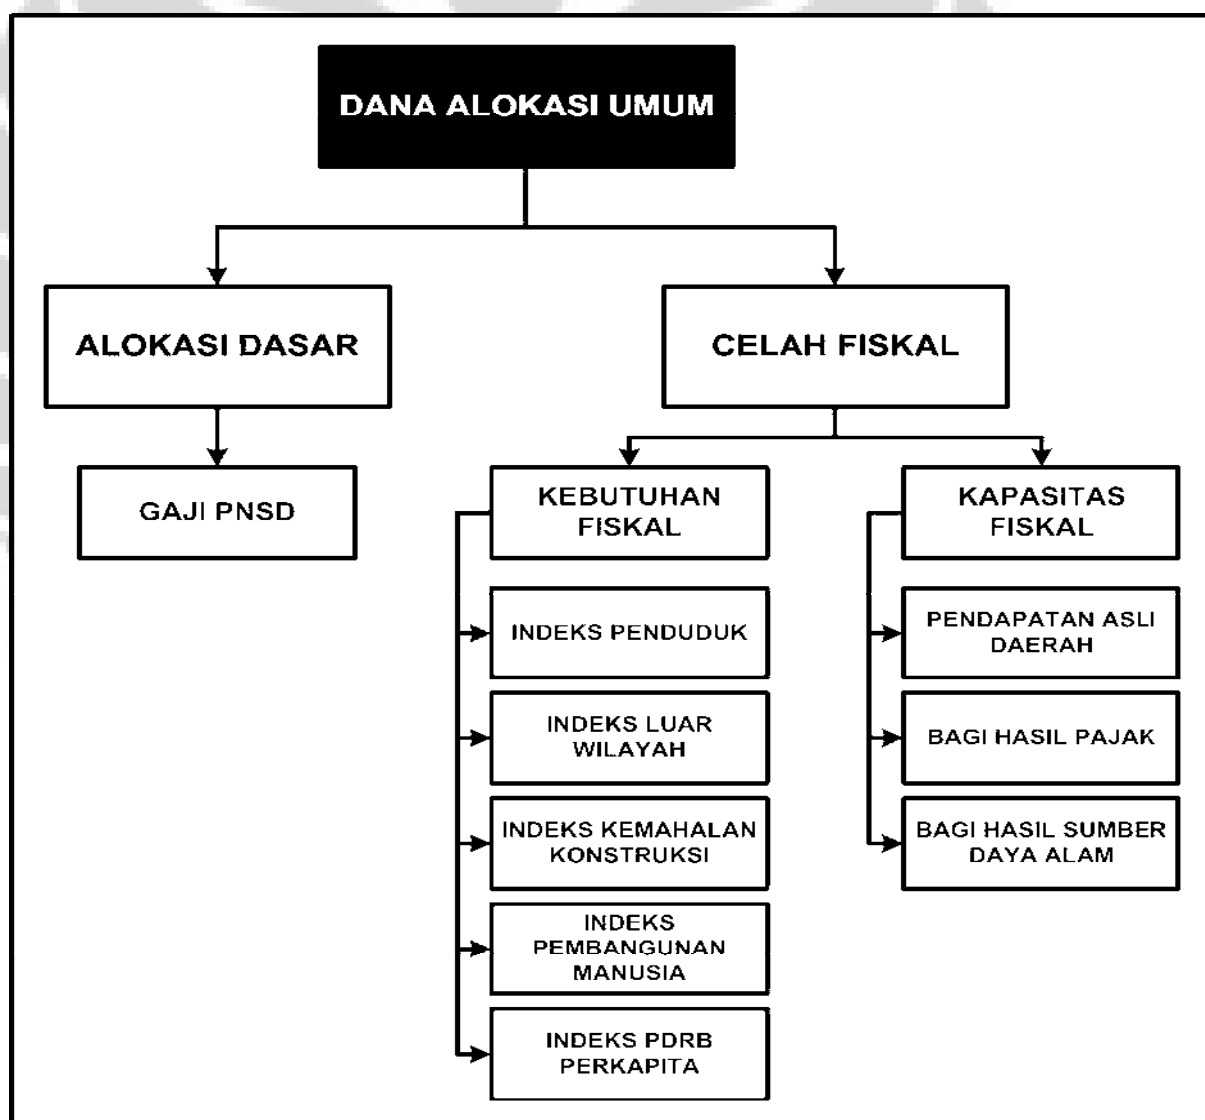 DANA ALOKASI UMUM
ALOKASI DASAR
CELAH FISKAL
GAJI PNSD
KEBUTUHAN
FISKAL
KAPASITAS
FISKAL
INDEKS PENDUDUK
INDEKS LUAR
WILAYAH
INDEKS KEMAHALAN
KONSTRUKSI
INDEKS
PEMBANGUNAN
MANUSIA
INDEKS PDRB
PERKAPITA
PENDAPATAN ASLI
DAERAH
BAGI HASIL PAJAK
BAGI HASIL SUMBER
DAYA ALAM